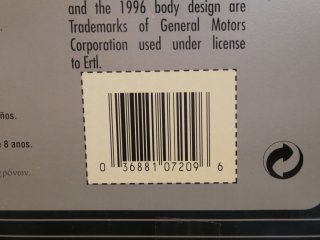 and the 1996 body design are
Trademarks of General Motors
Corporation used under license
to Ertl.
ños.
8 anos.
χρόνων.
0 36881 07209 6